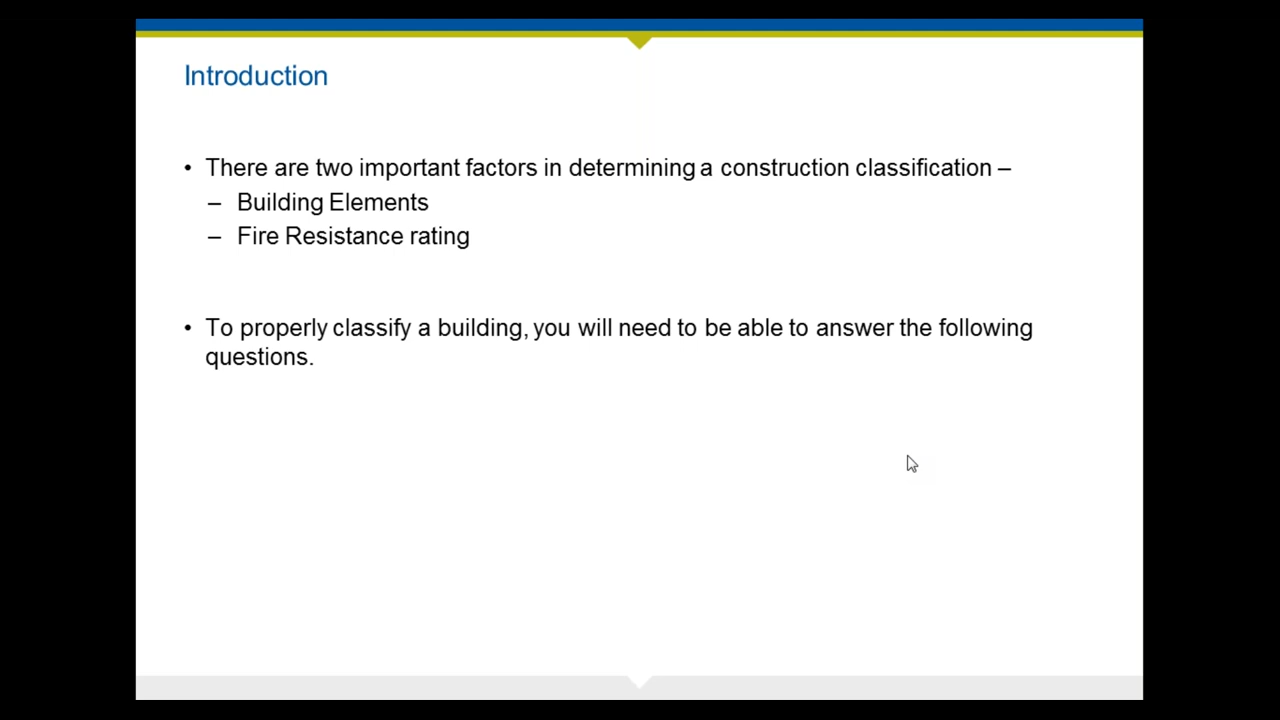 Introduction
• There are two important factors in determining a construction classification –
– Building Elements
– Fire Resistance rating
• To properly classify a building, you will need to be able to answer the following
questions.